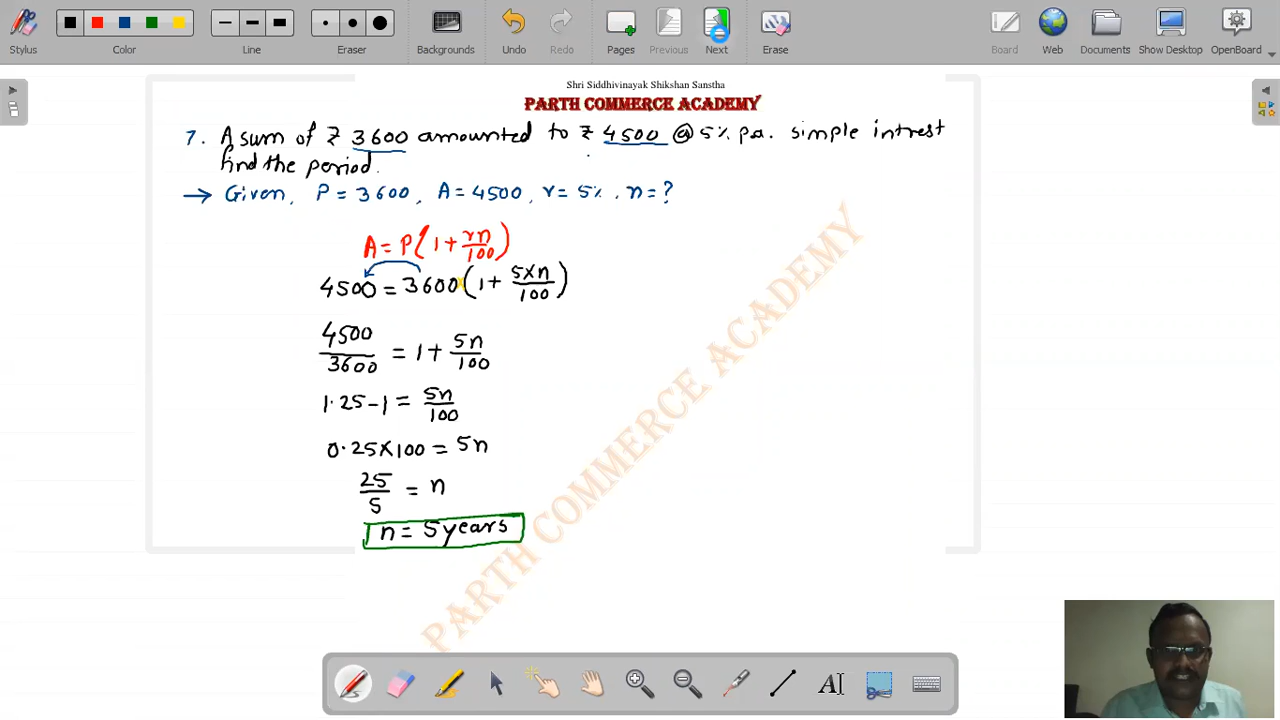 Stylus Color Line Eraser Backgrounds Undo Redo Pages Previous Next Erase Board Web Documents Show Desktop OpenBoard
Shri Siddhivinayak Shikshan Sanstha
PARTH COMMERCE ACADEMY
7. A sum of ₹ 3600 amounted to ₹ 4500 @ 5% p.a. simple intrest
find the period.
→ Given, P = 3600, A = 4500, r = 5%, n = ?
A = P(1 + rn/100)
4500 = 3600(1 + 5×n/100)
4500/3600 = 1 + 5n/100
1.25-1 = 5n/100
0.25×100 = 5n
25/5 = n
n = 5 years
PARTH COMMERCE ACADEMY